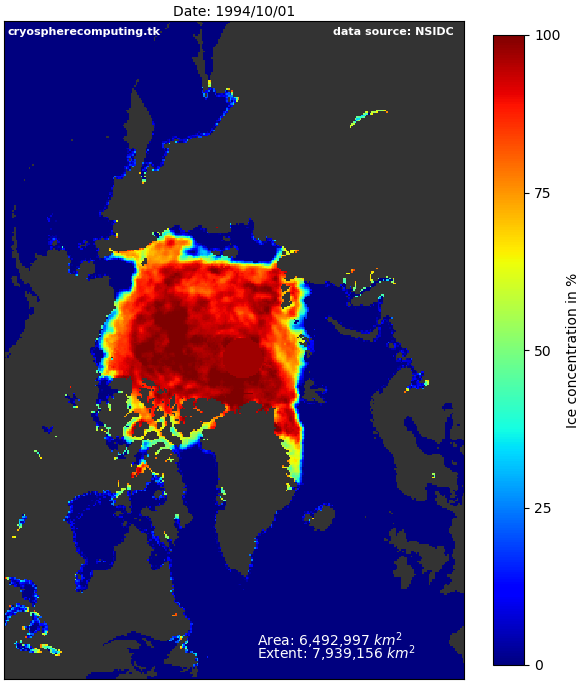 Date: 1994/10/01
cryospherecomputing.tk data source: NSIDC
100
75
50
25
0
Ice concentration in %
Area: 6,492,997 km²
Extent: 7,939,156 km²